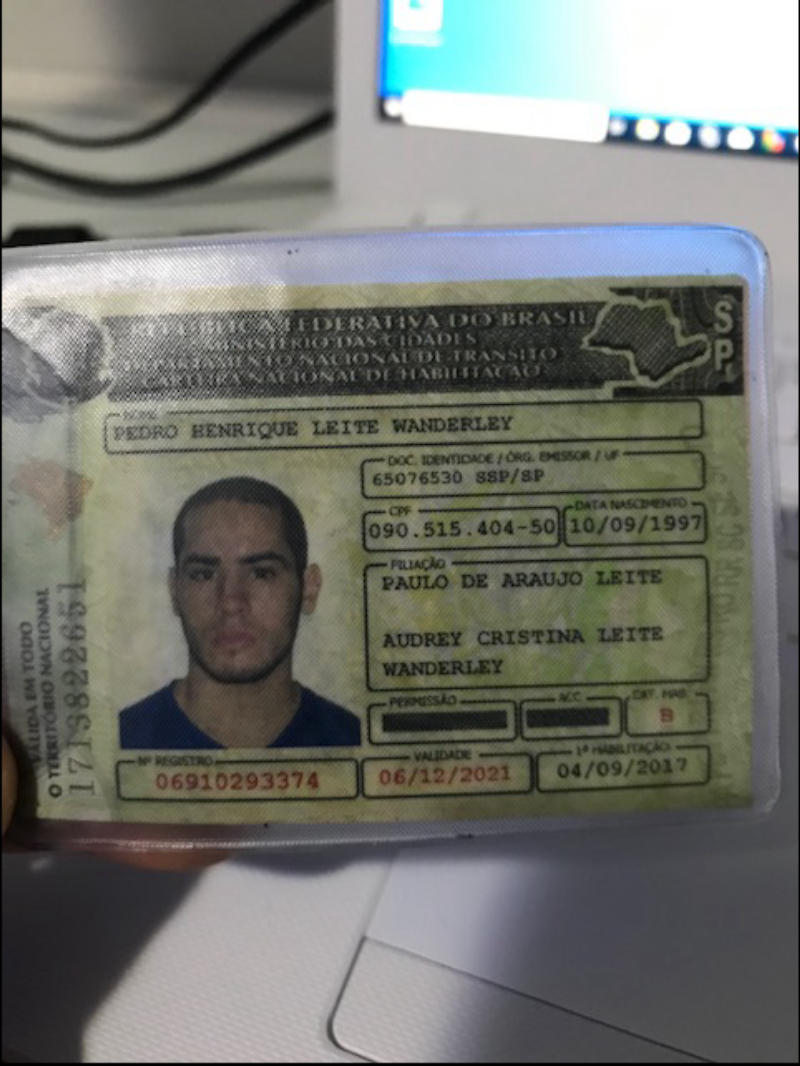 REPÚBLICA FEDERATIVA DO BRASIL
MINISTÉRIO DAS CIDADES
DEPARTAMENTO NACIONAL DE TRÂNSITO
CARTEIRA NACIONAL DE HABILITAÇÃO
SP
NOME
PEDRO HENRIQUE LEITE WANDERLEY
DOC. IDENTIDADE / ÓRG. EMISSOR / UF
65076530 SSP/SP
CPF
090.515.404-50
DATA NASCIMENTO
10/09/1997
FILIAÇÃO
PAULO DE ARAUJO LEITE
AUDREY CRISTINA LEITE
WANDERLEY
PERMISSÃO
ACC
CAT. HAB.
B
Nº REGISTRO
06910293374
VALIDADE
06/12/2021
1ª HABILITAÇÃO
04/09/2017
VÁLIDA EM TODO
O TERRITÓRIO NACIONAL
1713822651